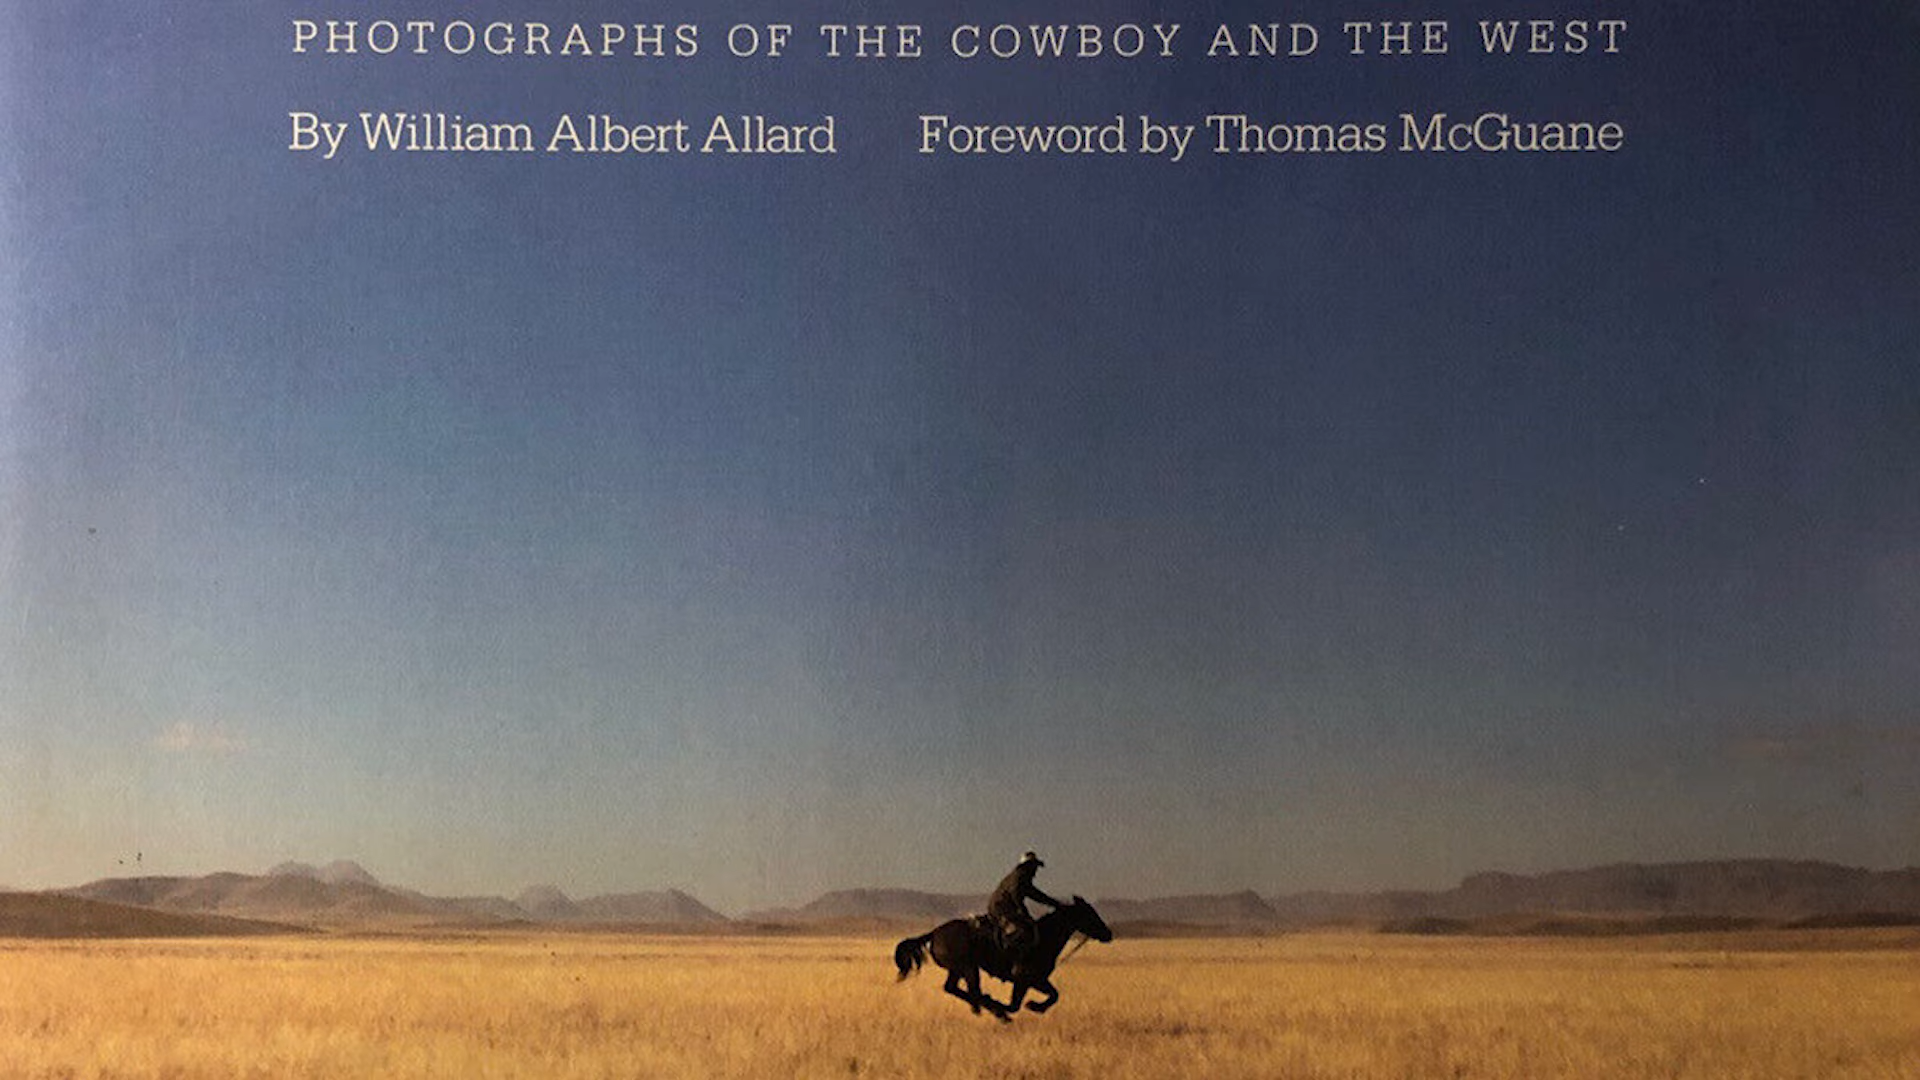 PHOTOGRAPHS OF THE COWBOY AND THE WEST
By William Albert Allard Foreword by Thomas McGuane